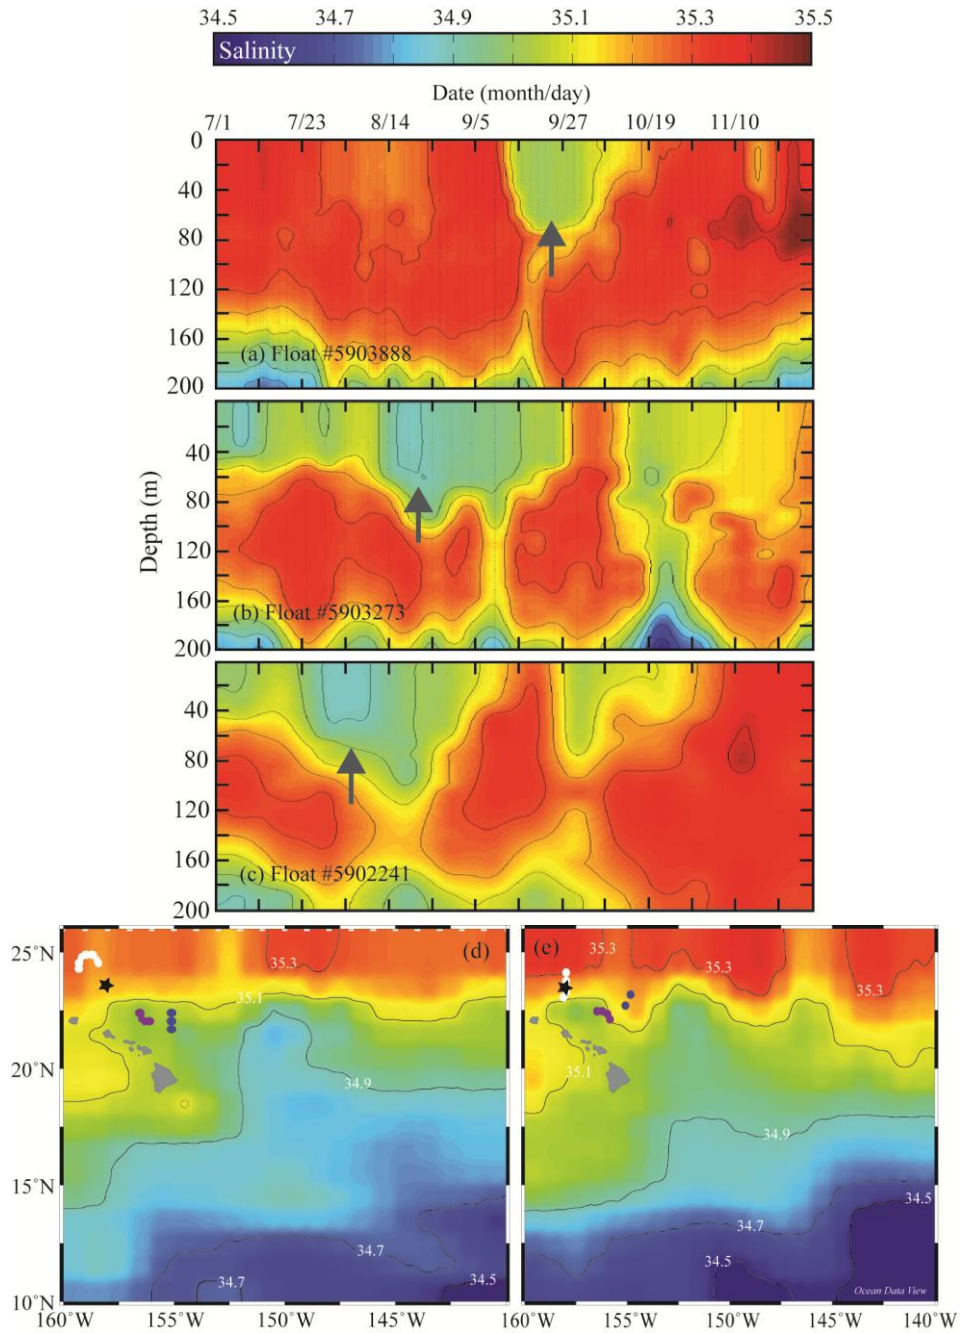 34.5 34.7 34.9 35.1 35.3 35.5
Salinity
Date (month/day)
7/1 7/23 8/14 9/5 9/27 10/19 11/10
0
40
80
120
160
200
(a) Float #5903888
40
80
120
160
200
(b) Float #5903273
Depth (m)
40
80
120
160
200
(c) Float #5902241
25°N
20°N
15°N
10°N
(d)
35.3
35.1
34.9
34.7
34.7
34.5
160°W 155°W 150°W 145°W
(e)
35.3
35.3
35.3
35.1
34.9
34.5
34.7
34.5
Ocean Data View
160°W 155°W 150°W 145°W 140°W